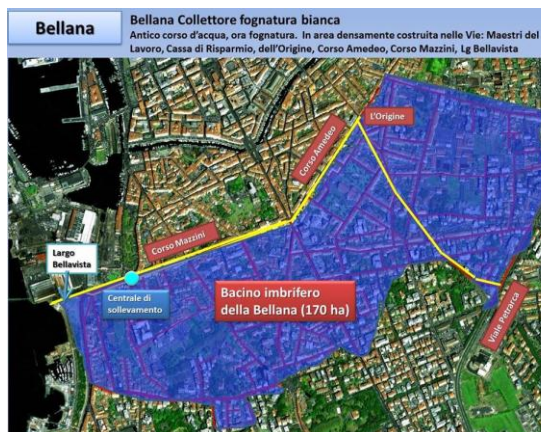 Bellana
Bellana Collettore fognatura bianca
Antico corso d'acqua, ora fognatura. In area densamente costruita nelle Vie: Maestri del
Lavoro, Cassa di Risparmio, dell'Origine, Corso Amedeo, Corso Mazzini, Lg Bellavista
L'Origine
Corso Amedeo
Corso Mazzini
Largo
Bellavista
Centrale di
sollevamento
Bacino imbrifero
della Bellana (170 ha)
Viale Petrarca